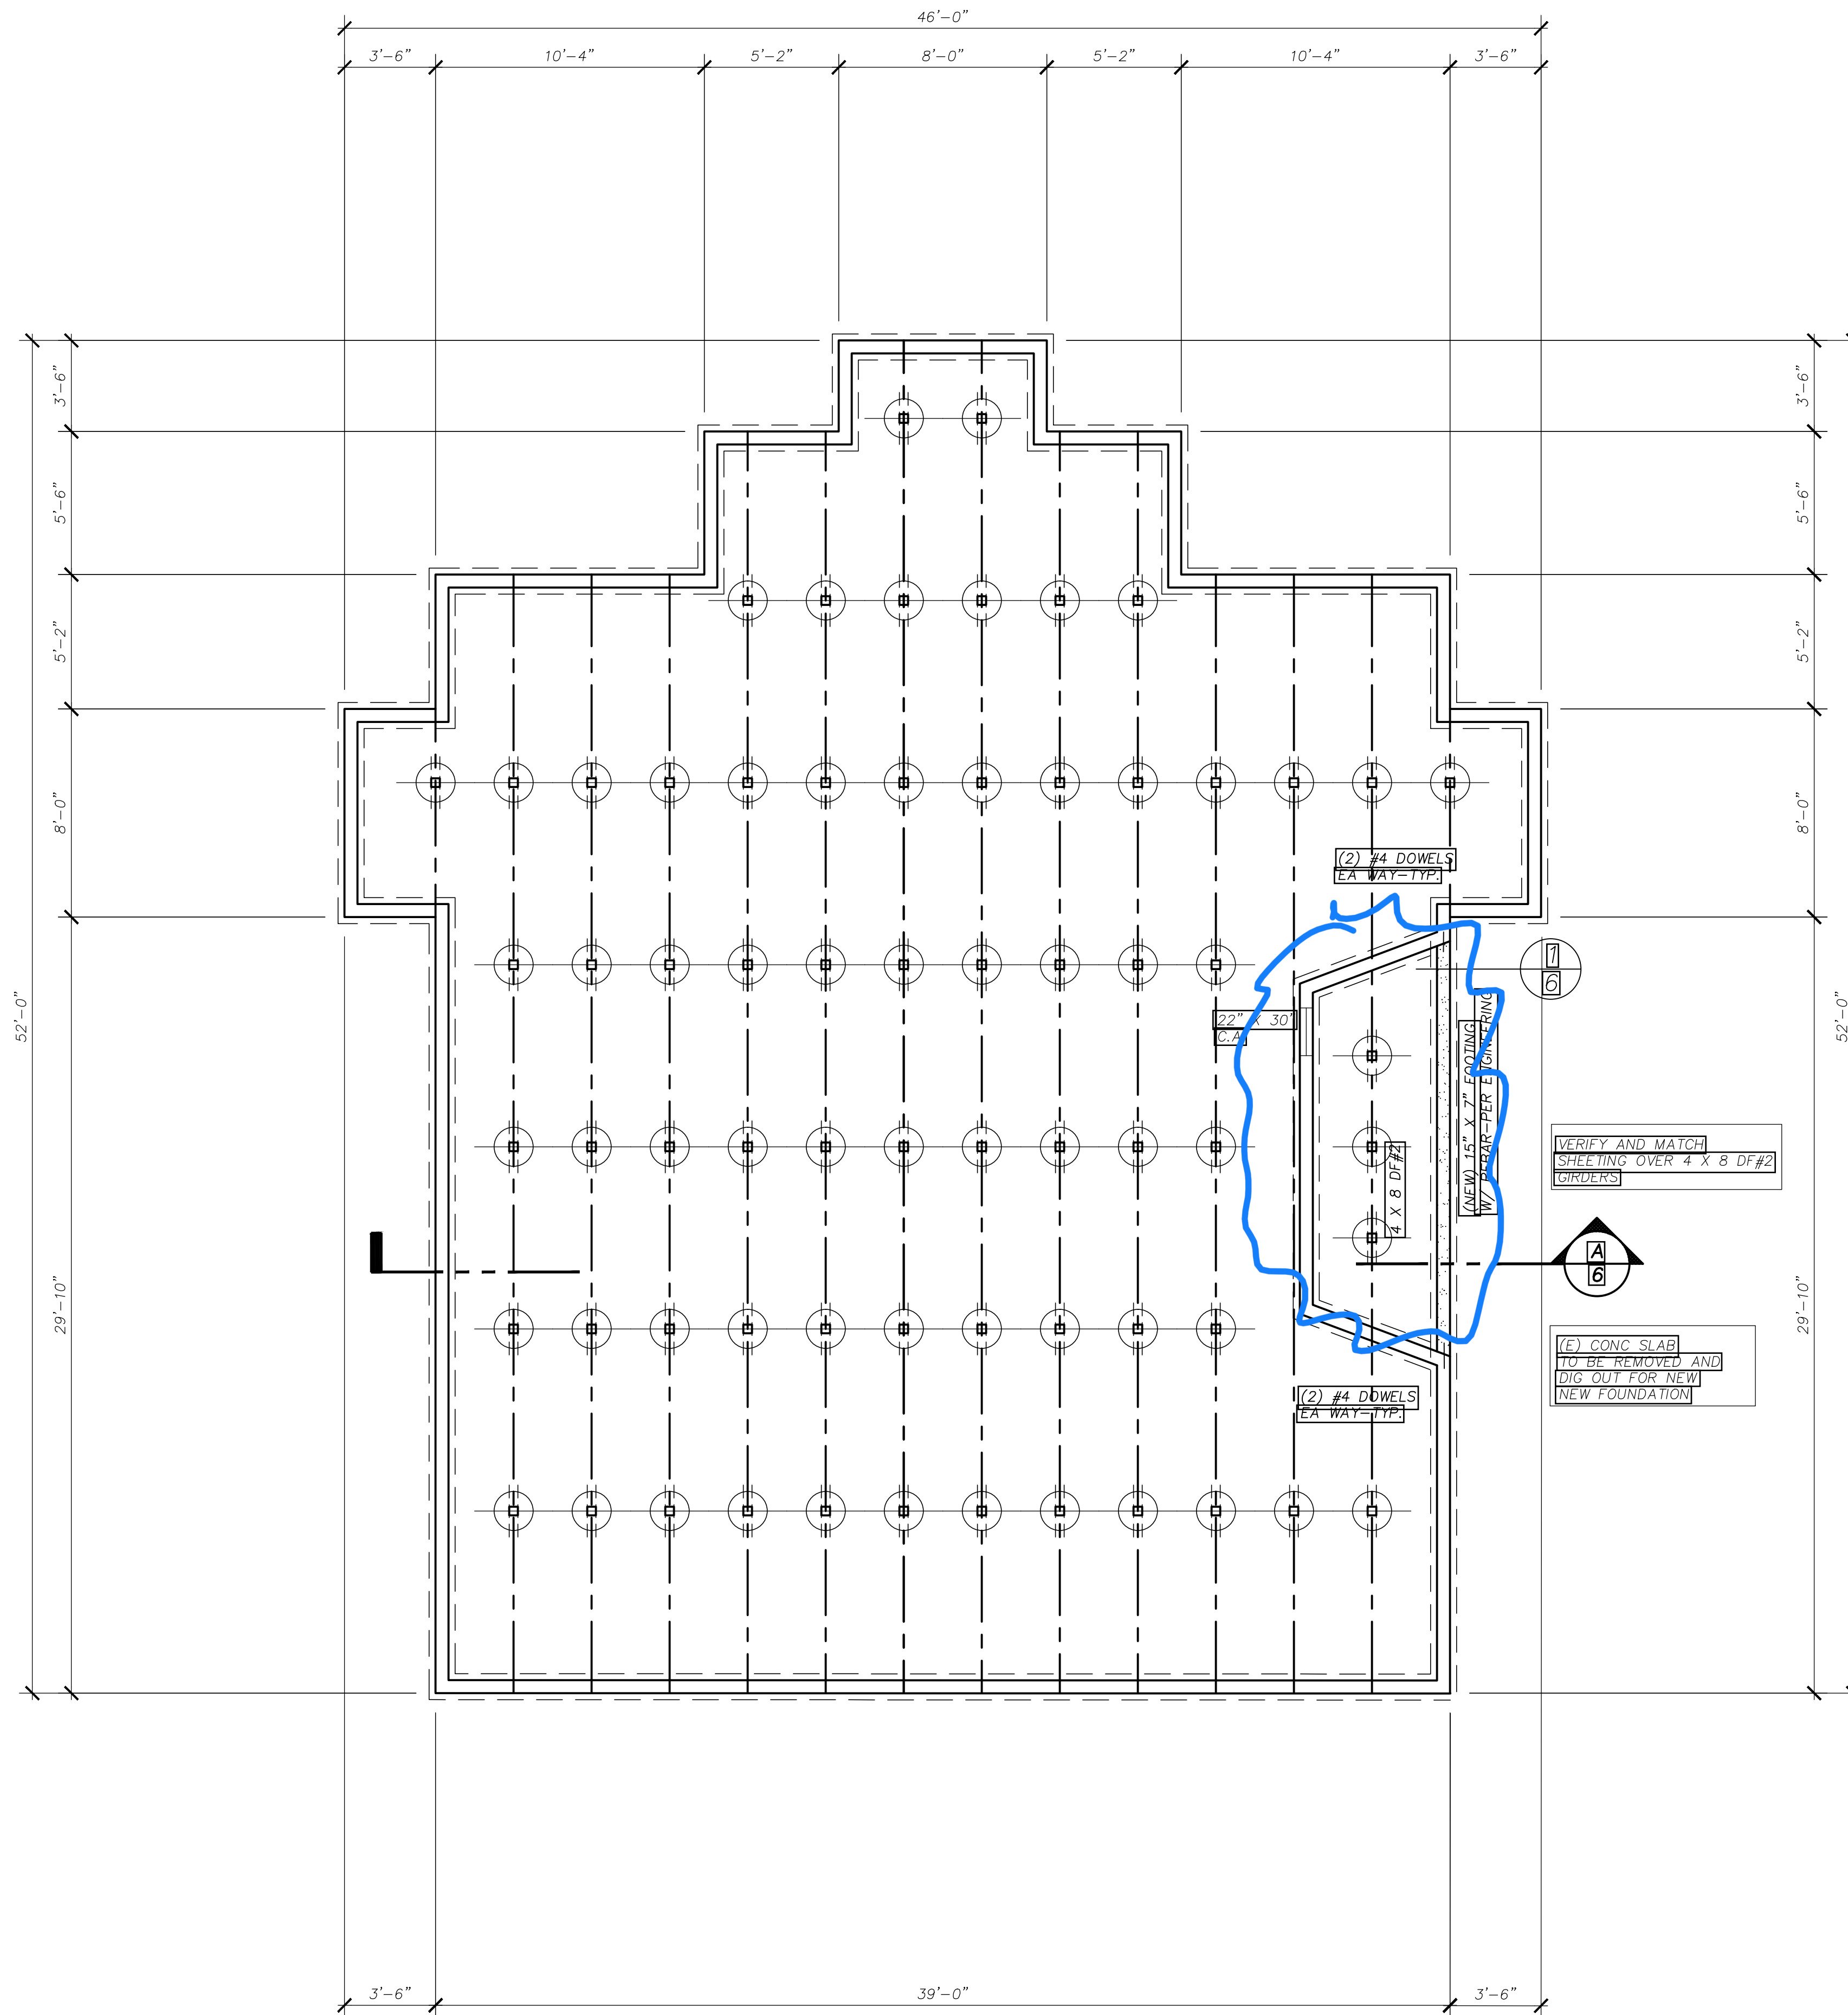 46'-0"
3'-6"
10'-4"
5'-2"
8'-0"
5'-2"
10'-4"
3'-6"
3'-6"
5'-6"
5'-2"
8'-0"
29'-10"
52'-0"
3'-6"
5'-6"
5'-2"
8'-0"
29'-10"
52'-0"
(2) #4 DOWELS
EA WAY-TYP.
1
6
22" X 30"
C.A.
(NEW) 15" X 7" FOOTING
W/ REBAR-PER ENGINEERING
4 X 8 DF#2
VERIFY AND MATCH
SHEETING OVER 4 X 8 DF#2
GIRDERS
A
6
(E) CONC SLAB
TO BE REMOVED AND
DIG OUT FOR NEW
NEW FOUNDATION
(2) #4 DOWELS
EA WAY-TYP.
3'-6"
39'-0"
3'-6"